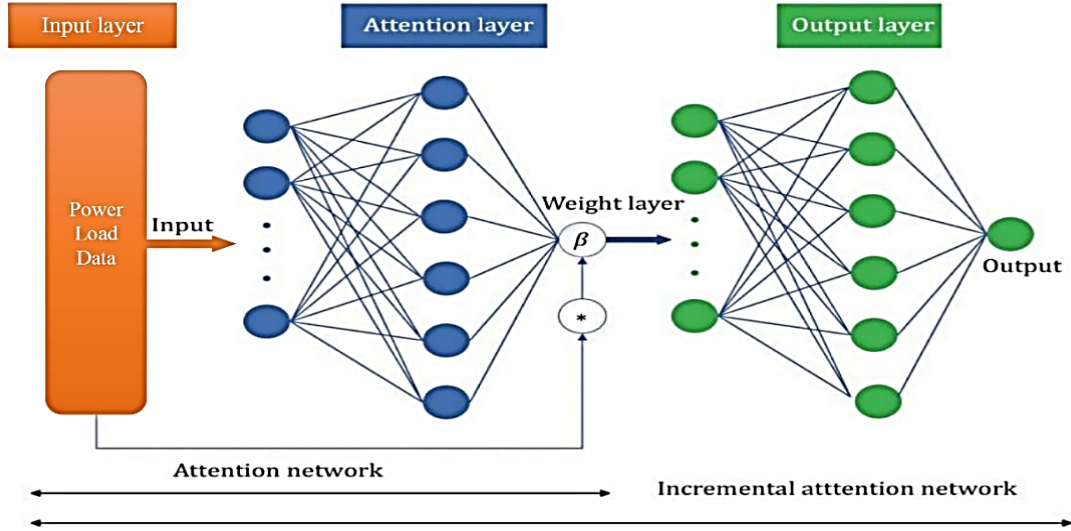 Input layer
Attention layer
Output layer
Power
Load
Data
Input
Weight layer
β
*
Output
Attention network
Incremental atttention network